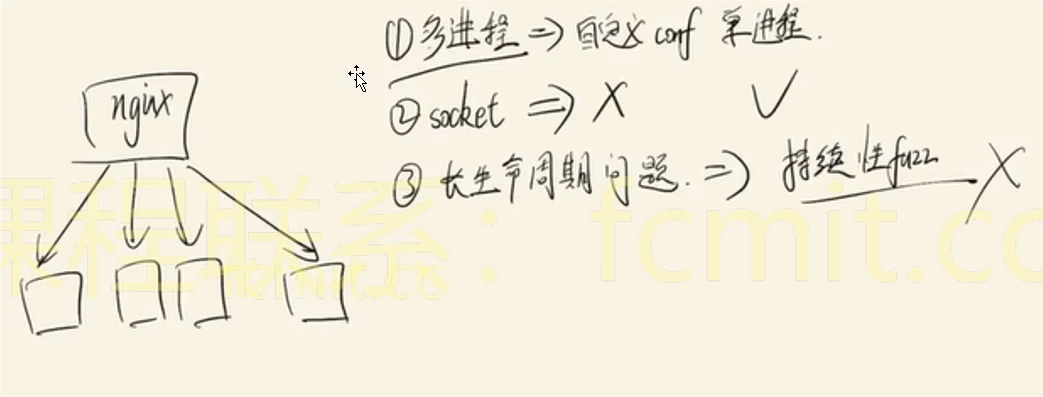 ① 多进程 => 自定义 conf 单进程.
nginx
② socket => X √
③ 长生命周期问题. => 持续性fuzz X
课程联系：fcmit.cc